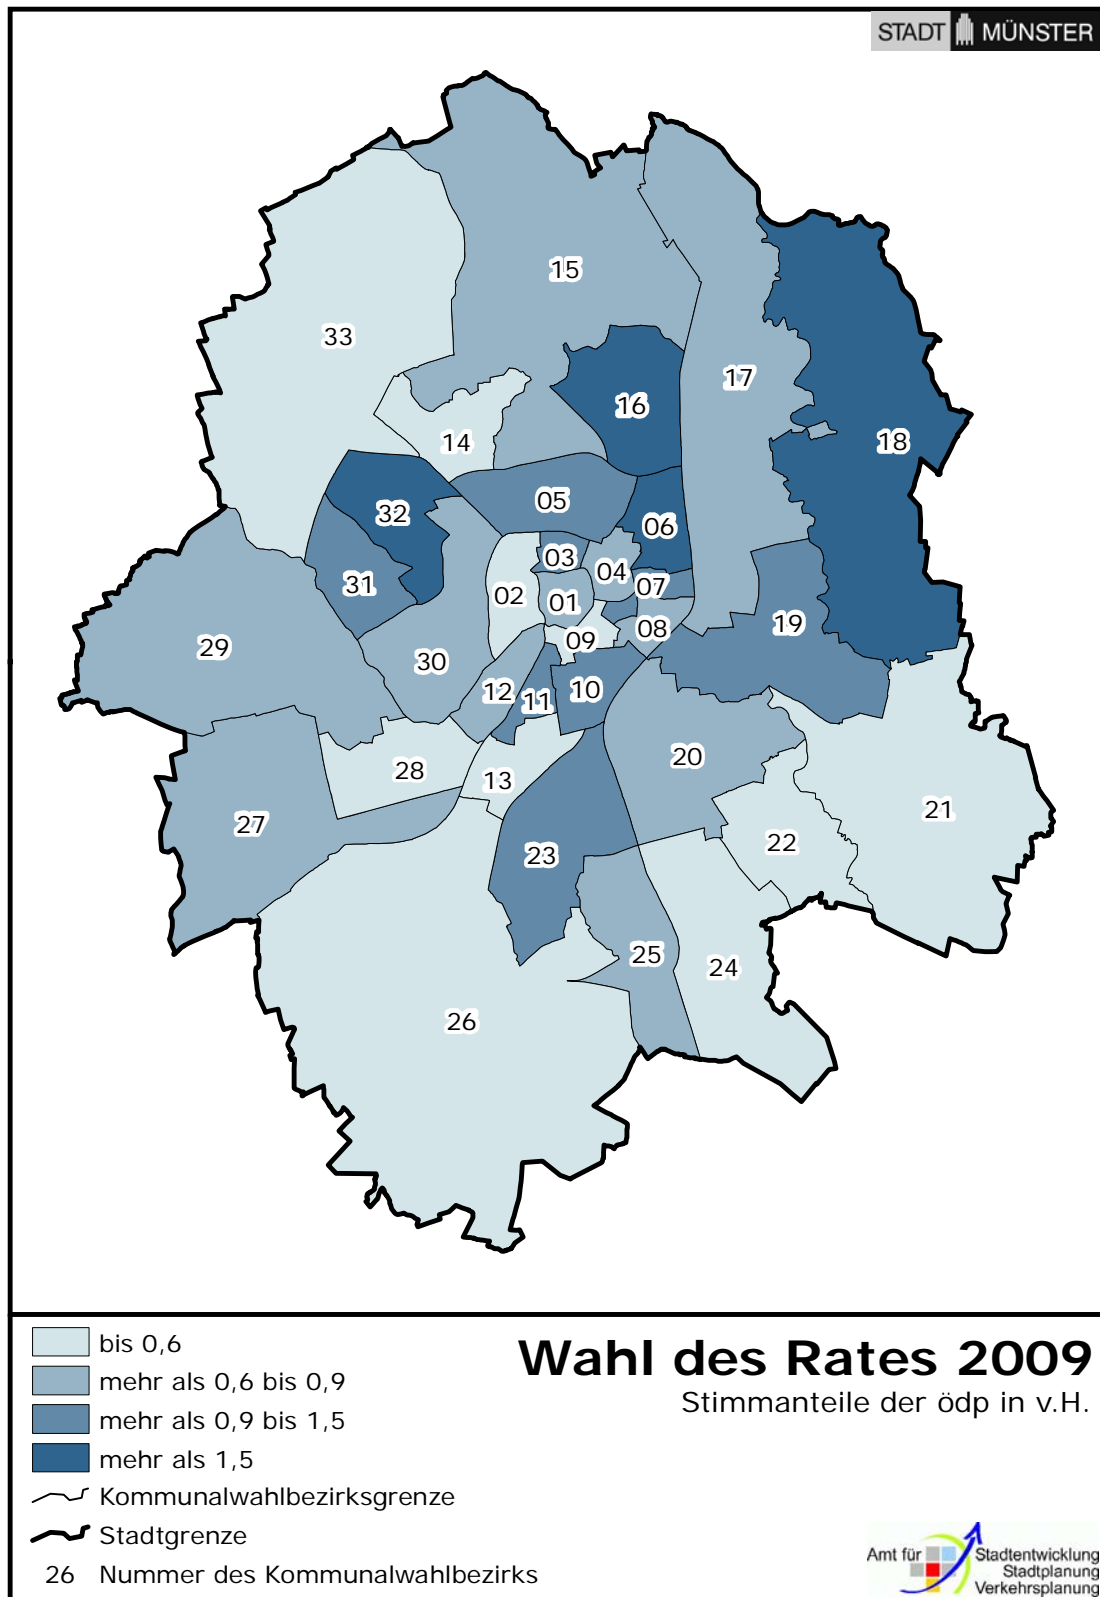 STADT MÜNSTER
15
33
17
16
14
18
05
32
06
03
04
31
07
02
01
19
08
09
29
30
12
10
11
20
28
13
21
27
22
23
25
24
26
bis 0,6
mehr als 0,6 bis 0,9
mehr als 0,9 bis 1,5
mehr als 1,5
Kommunalwahlbezirksgrenze
Stadtgrenze
26 Nummer des Kommunalwahlbezirks
Wahl des Rates 2009
Stimmanteile der ödp in v.H.
Amt für Stadtentwicklung
Stadtplanung
Verkehrsplanung